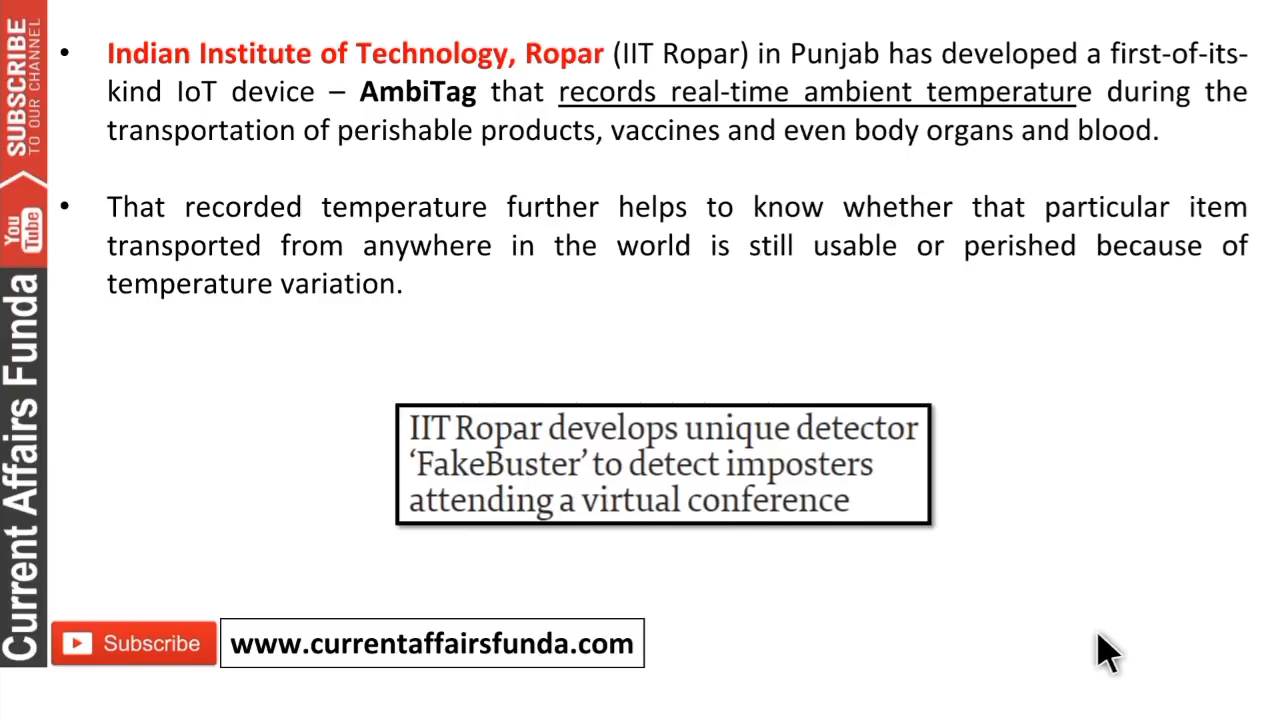 SUBSCRIBE
TO OUR CHANNEL
You
Tube
Current Affairs Funda
• Indian Institute of Technology, Ropar (IIT Ropar) in Punjab has developed a first-of-its-
kind IoT device – AmbiTag that records real-time ambient temperature during the
transportation of perishable products, vaccines and even body organs and blood.
• That recorded temperature further helps to know whether that particular item
transported from anywhere in the world is still usable or perished because of
temperature variation.
IIT Ropar develops unique detector
‘FakeBuster’ to detect imposters
attending a virtual conference
Subscribe
www.currentaffairsfunda.com